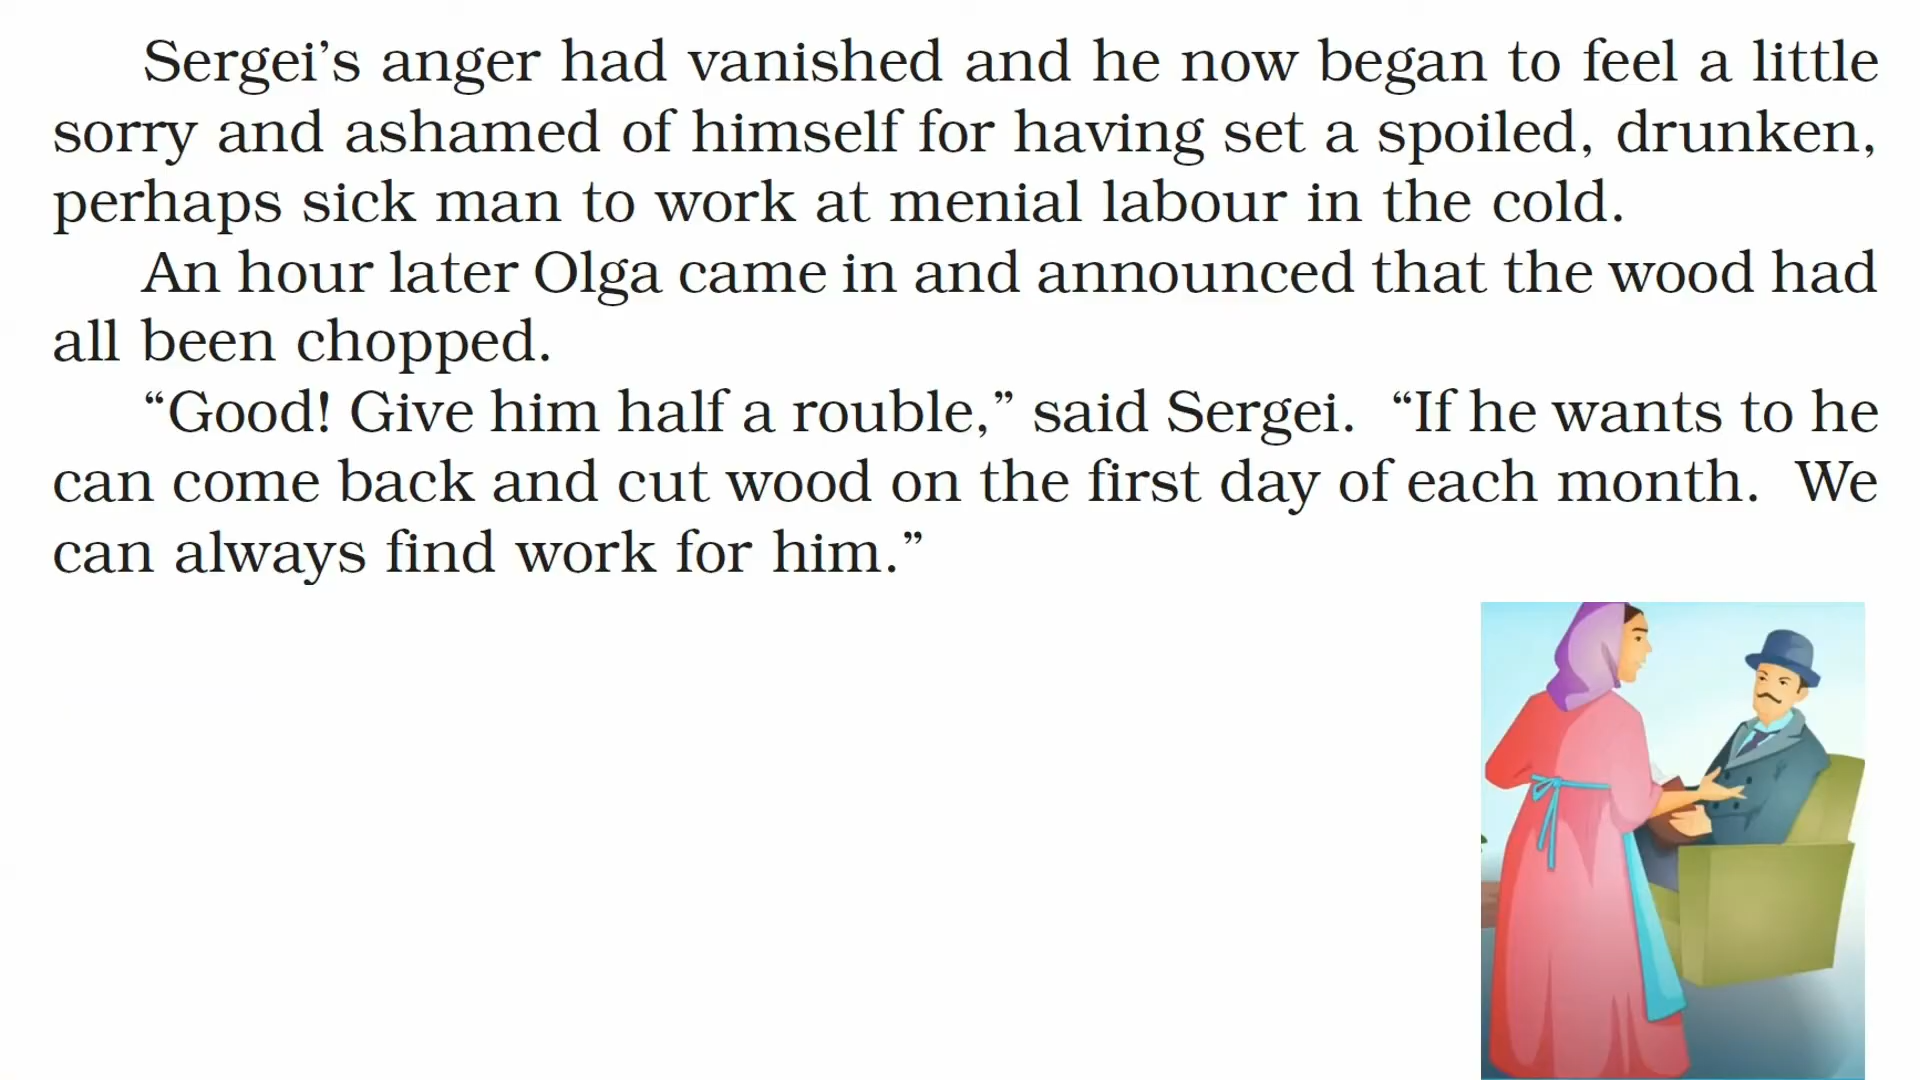 Sergei’s anger had vanished and he now began to feel a little
sorry and ashamed of himself for having set a spoiled, drunken,
perhaps sick man to work at menial labour in the cold.
An hour later Olga came in and announced that the wood had
all been chopped.
“Good! Give him half a rouble,” said Sergei. “If he wants to he
can come back and cut wood on the first day of each month. We
can always find work for him.”